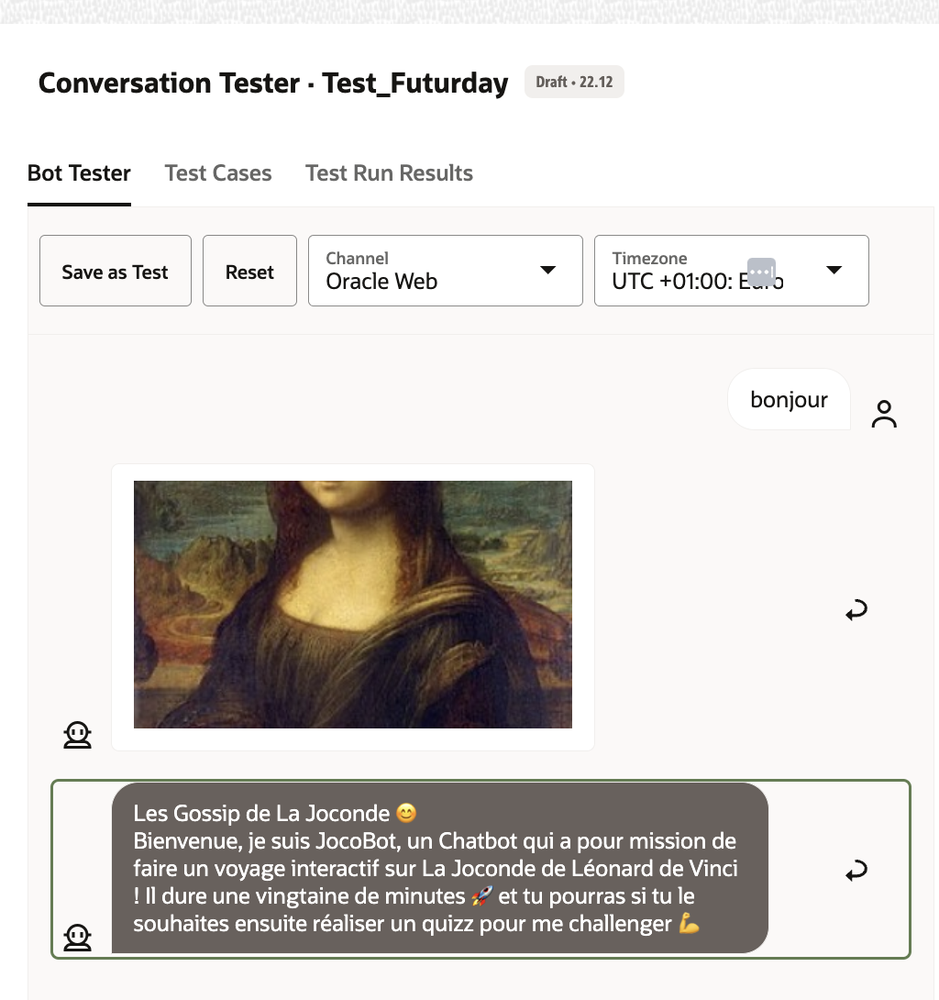 Conversation Tester · Test_Futurday
Draft • 22.12
Bot Tester
Test Cases
Test Run Results
Save as Test
Reset
Channel
Oracle Web
Timezone
UTC +01:00:
bonjour
Les Gossip de La Joconde 😊
Bienvenue, je suis JocoBot, un Chatbot qui a pour mission de
faire un voyage interactif sur La Joconde de Léonard de Vinci
! Il dure une vingtaine de minutes 🚀 et tu pourras si tu le
souhaites ensuite réaliser un quizz pour me challenger 💪